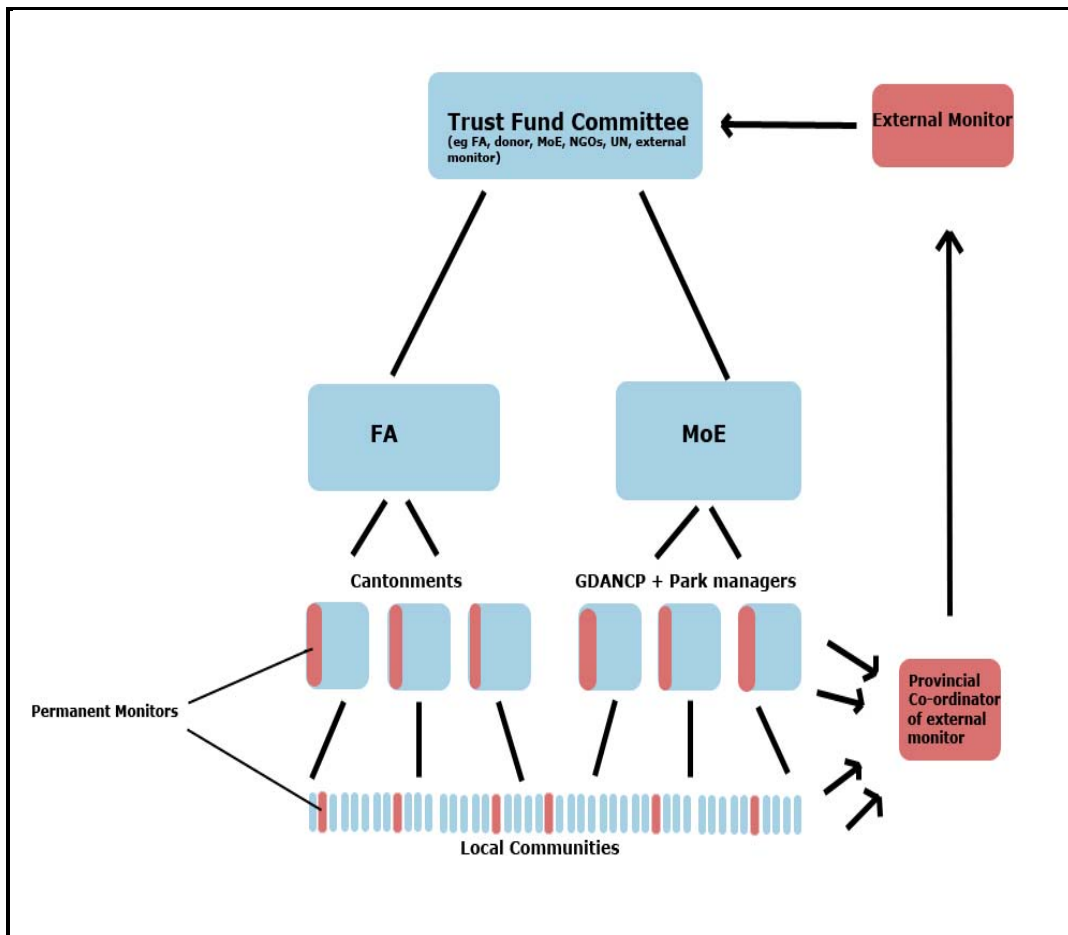 Trust Fund Committee
(eg FA, donor, MoE, NGOs, UN, external
monitor)
External Monitor
FA
MoE
Cantonments
GDANCP + Park managers
Permanent Monitors
Provincial
Co-ordinator
of external
monitor
Local Communities